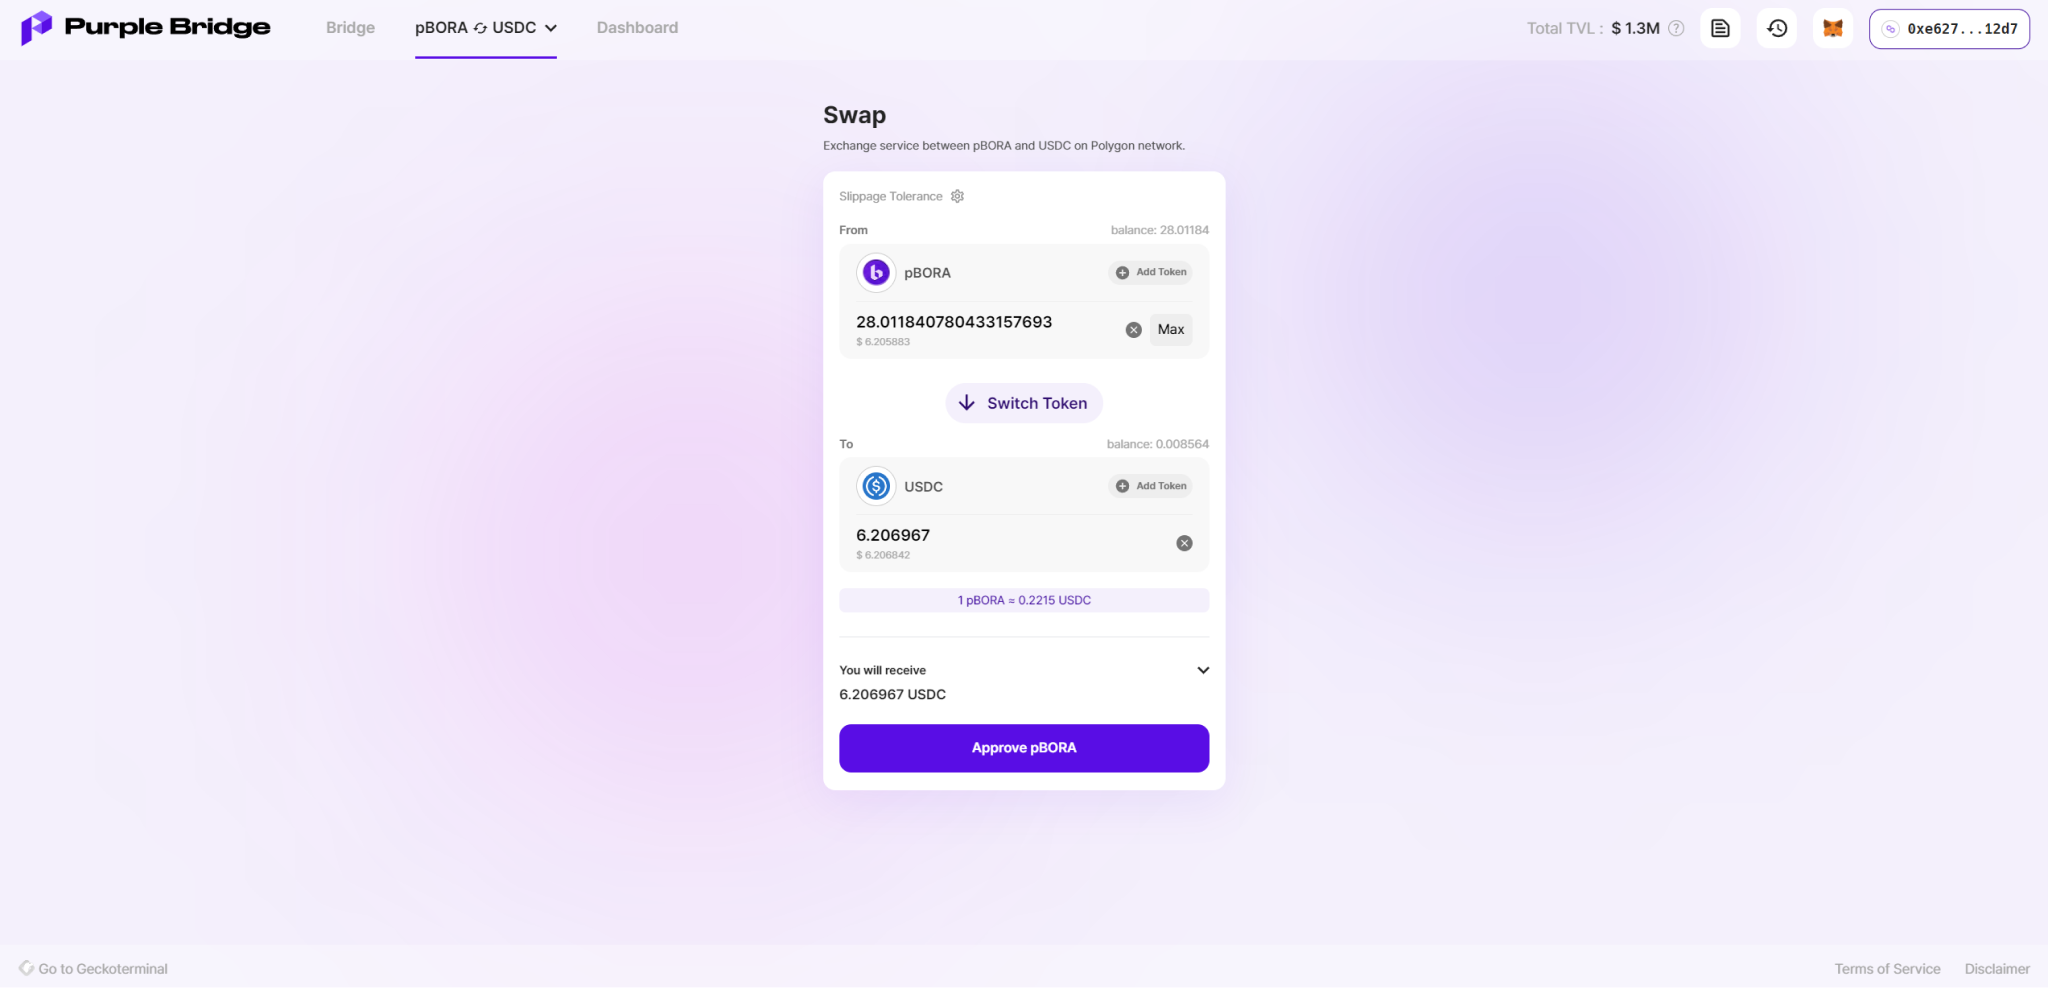 Purple Bridge
Bridge
pBORA USDC
Dashboard
Total TVL : $ 1.3M ?
0xe627...12d7
Swap
Exchange service between pBORA and USDC on Polygon network.
Slippage Tolerance
From
balance: 28.01184
pBORA
Add Token
28.011840780433157693
$ 6.205883
Max
Switch Token
To
balance: 0.008564
USDC
Add Token
6.206967
$ 6.206842
1 pBORA ≈ 0.2215 USDC
You will receive
6.206967 USDC
Approve pBORA
Go to Geckoterminal
Terms of Service
Disclaimer